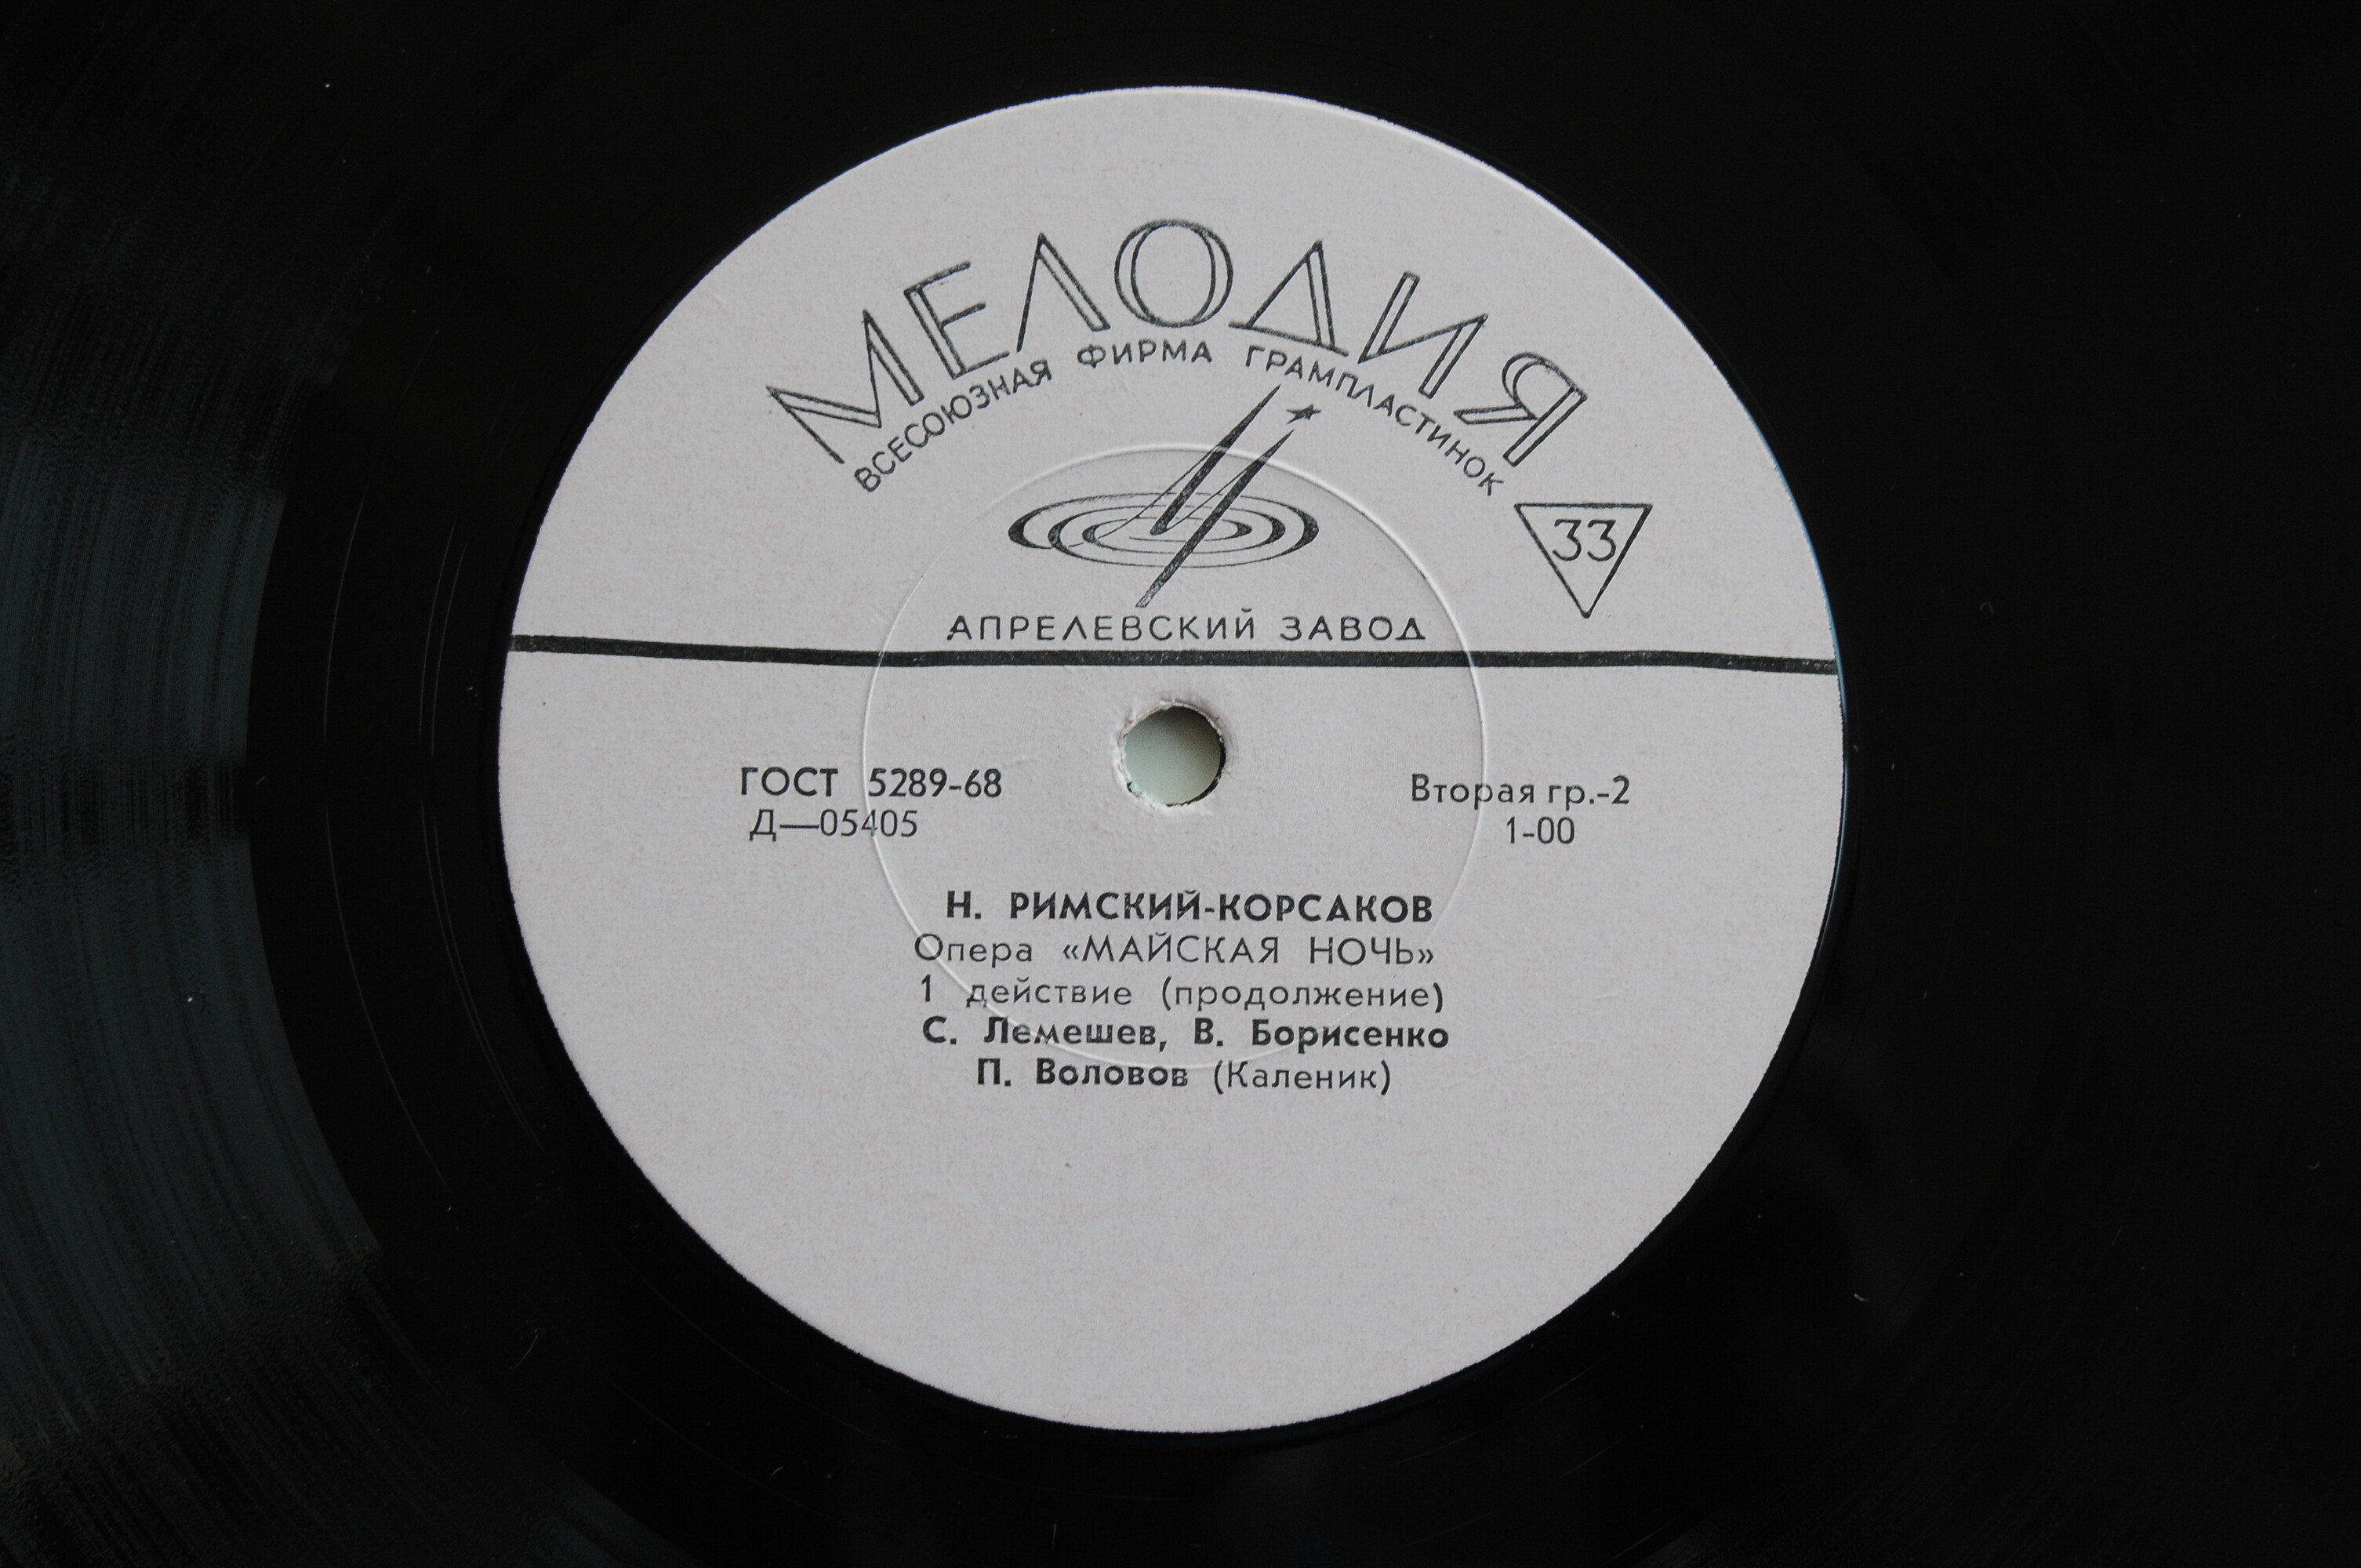 МЕЛОДИЯ
ВСЕСОЮЗНАЯ ФИРМА ГРАМПЛАСТИНОК
33
АПРЕЛЕВСКИЙ ЗАВОД
ГОСТ 5289-68
Д—05405
Вторая гр.-2
1-00
Н. РИМСКИЙ-КОРСАКОВ
Опера «МАЙСКАЯ НОЧЬ»
1 действие (продолжение)
С. Лемешев, В. Борисенко
П. Воловов (Каленик)